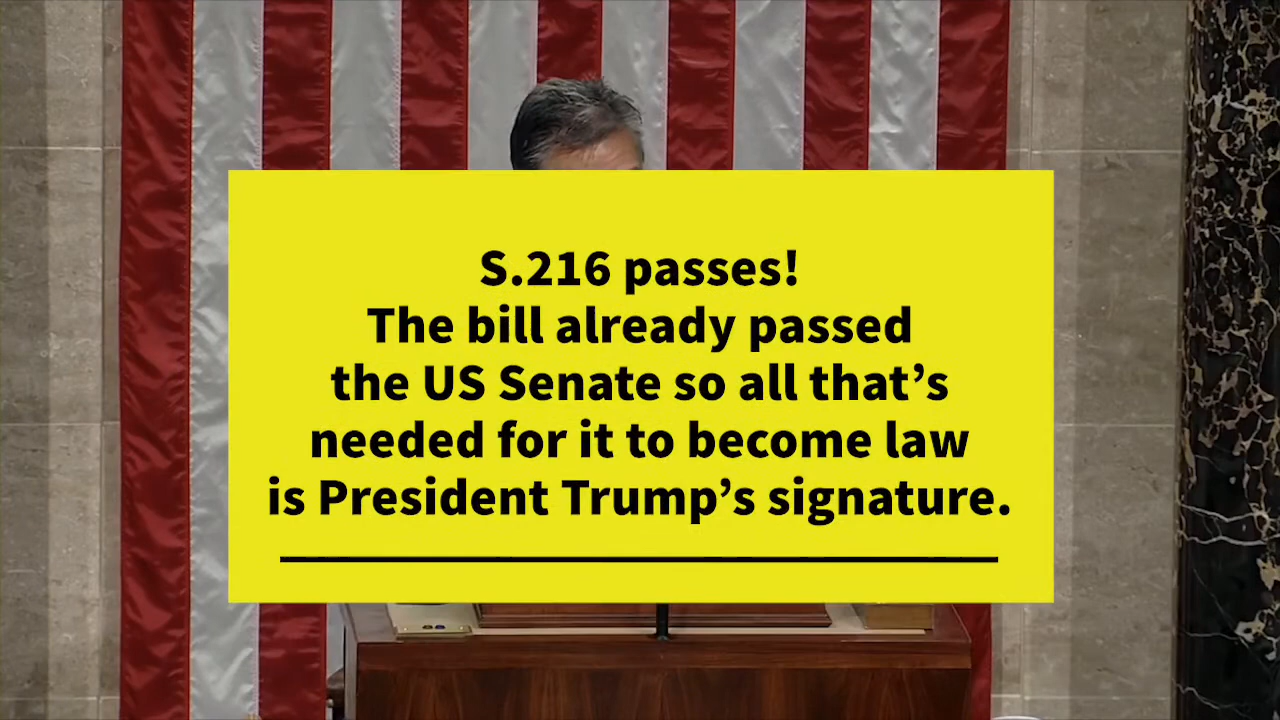 S.216 passes!
The bill already passed
the US Senate so all that’s
needed for it to become law
is President Trump’s signature.